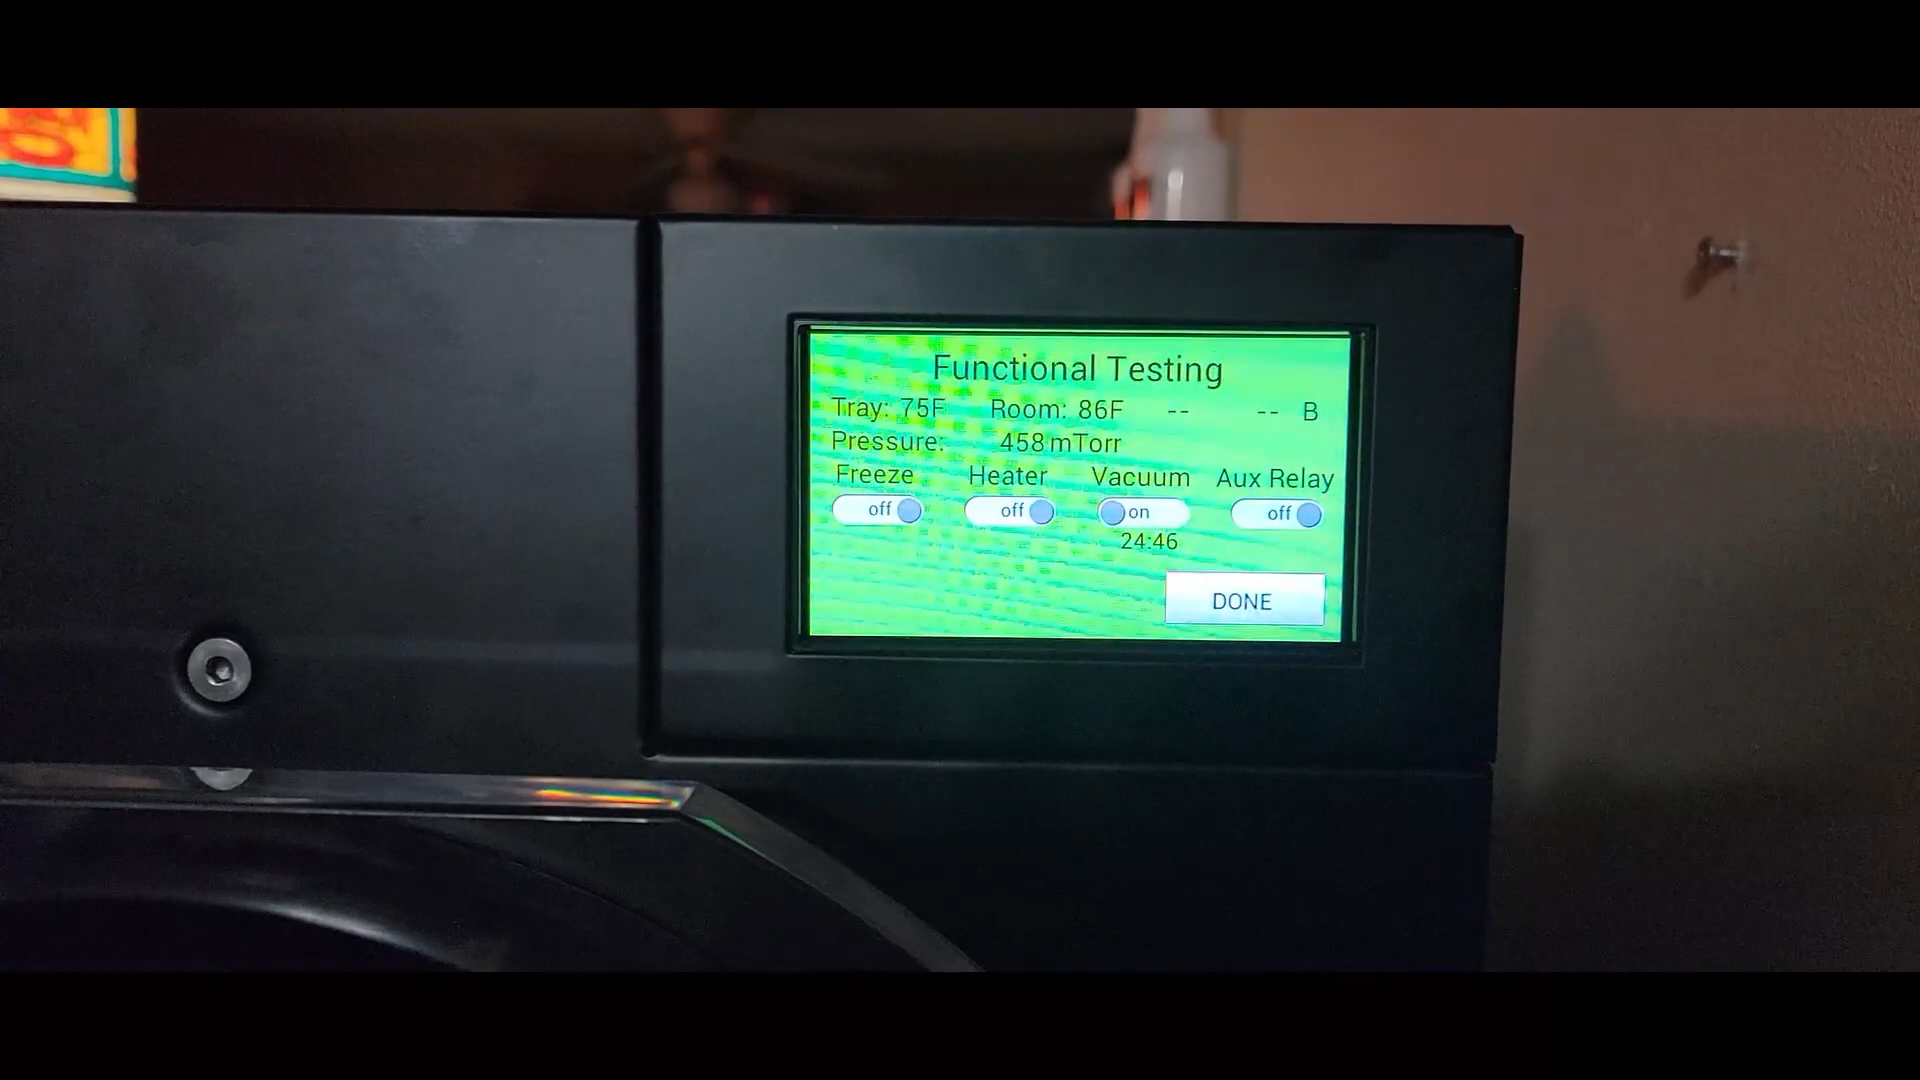 Functional Testing
Tray: 75F Room: 86F -- -- B
Pressure: 458 mTorr
Freeze Heater Vacuum Aux Relay
off off on off
24:46
DONE